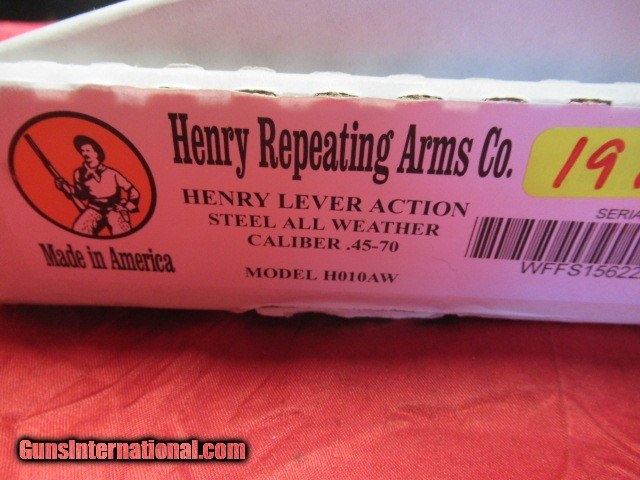 Henry Repeating Arms Co.
HENRY LEVER ACTION
STEEL ALL WEATHER
CALIBER .45-70
MODEL H010AW
Made in America
19
SERIA
WFFS15622
GunsInternational.com